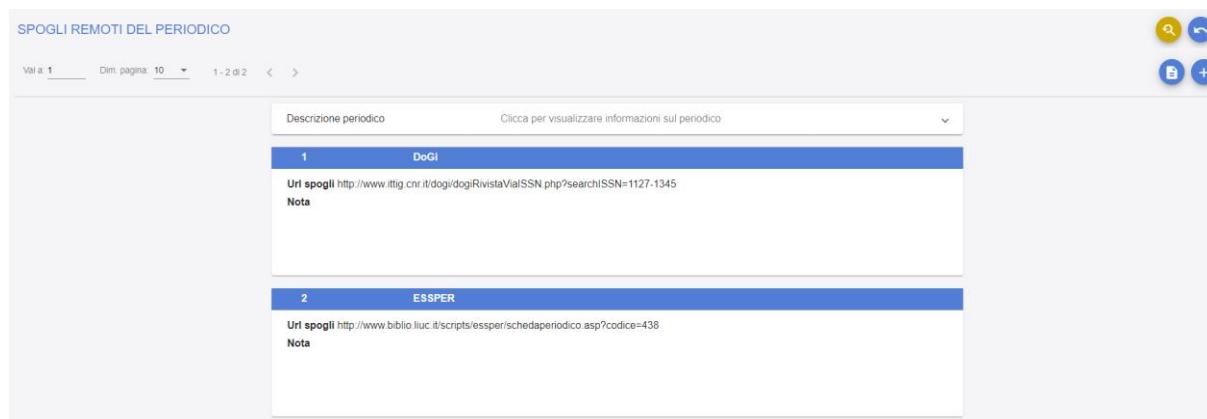 SPOGLI REMOTI DEL PERIODICO
Vai a: 1 Dim. pagina: 10 1 - 2 di 2
Descrizione periodico Clicca per visualizzare informazioni sul periodico
1 DoGi
Url spogli http://www.ittig.cnr.it/dogi/dogiRivistaViaISSN.php?searchISSN=1127-1345
Nota
2 ESSPER
Url spogli http://www.biblio.liuc.it/scripts/essper/schedaperiodico.asp?codice=438
Nota